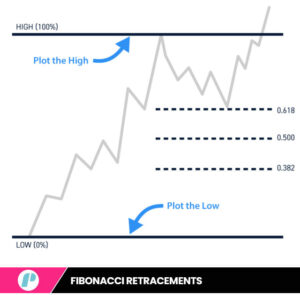 HIGH (100%)
Plot the High
0.618
0.500
0.382
Plot the Low
LOW (0%)
FIBONACCI RETRACEMENTS